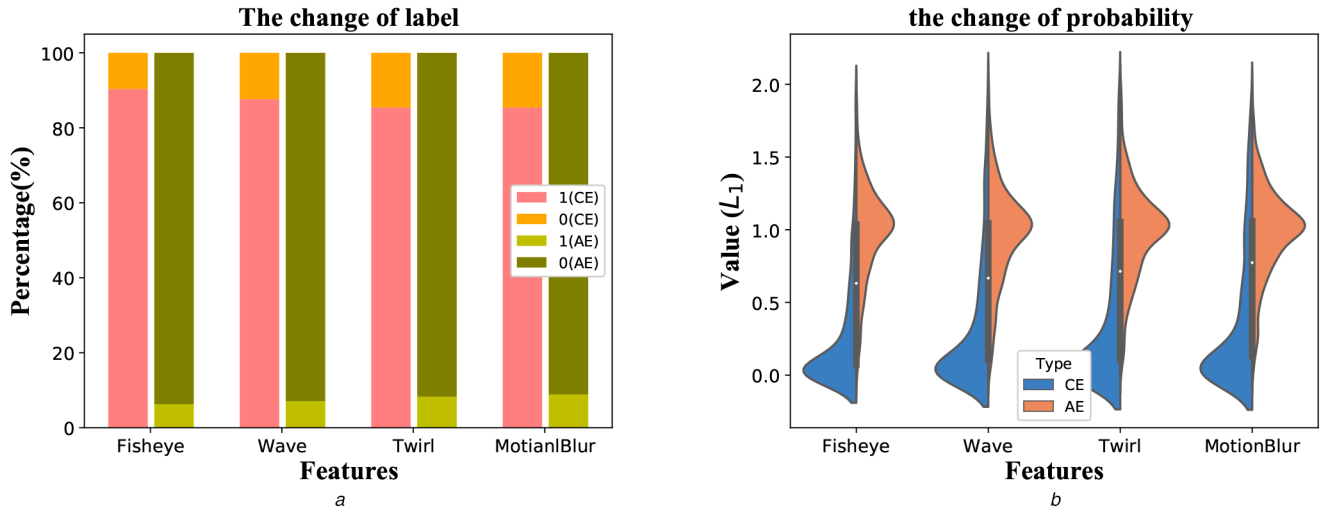 The change of label
Percentage(%)
100
80
60
40
20
0
1(CE)
0(CE)
1(AE)
0(AE)
Fisheye
Wave
Twirl
MotianlBlur
Features
a
the change of probability
Value (L1)
2.0
1.5
1.0
0.5
0.0
Type
CE
AE
Fisheye
Wave
Twirl
MotionBlur
Features
b